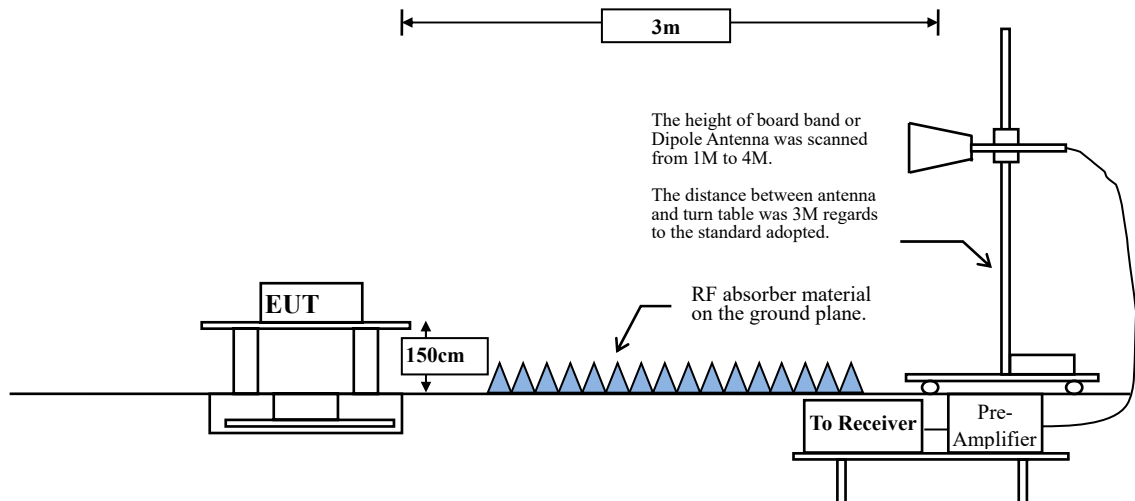 3m
The height of board band or
Dipole Antenna was scanned
from 1M to 4M.
The distance between antenna
and turn table was 3M regards
to the standard adopted.
EUT
RF absorber material
on the ground plane.
150cm
To Receiver
Pre-
Amplifier